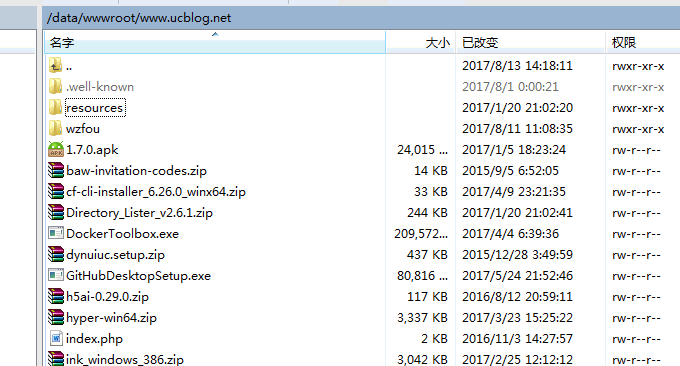 /data/wwwroot/www.ucblog.net
名字 大小 已改变 权限
.. 2017/8/13 14:18:11 rwxr-xr-x
.well-known 2017/8/1 0:00:21 rwxr-xr-x
resources 2017/1/20 21:02:20 rwxr-xr-x
wzfou 2017/8/11 11:08:35 rwxr-xr-x
1.7.0.apk 24,015 ... 2017/1/5 18:23:24 rw-r--r--
baw-invitation-codes.zip 14 KB 2015/9/5 6:52:05 rw-r--r--
cf-cli-installer_6.26.0_winx64.zip 33 KB 2017/4/9 23:21:35 rw-r--r--
Directory_Lister_v2.6.1.zip 244 KB 2017/1/20 21:02:41 rw-r--r--
DockerToolbox.exe 209,572... 2017/4/4 6:39:36 rw-r--r--
dynuiuc.setup.zip 437 KB 2015/12/28 3:49:59 rw-r--r--
GitHubDesktopSetup.exe 80,816 ... 2017/5/24 21:52:46 rw-r--r--
h5ai-0.29.0.zip 117 KB 2016/8/12 20:59:11 rw-r--r--
hyper-win64.zip 3,337 KB 2017/3/23 15:25:22 rw-r--r--
index.php 2 KB 2016/11/3 14:27:57 rw-r--r--
ink_windows_386.zip 3,042 KB 2017/2/25 12:12:12 rw-r--r--